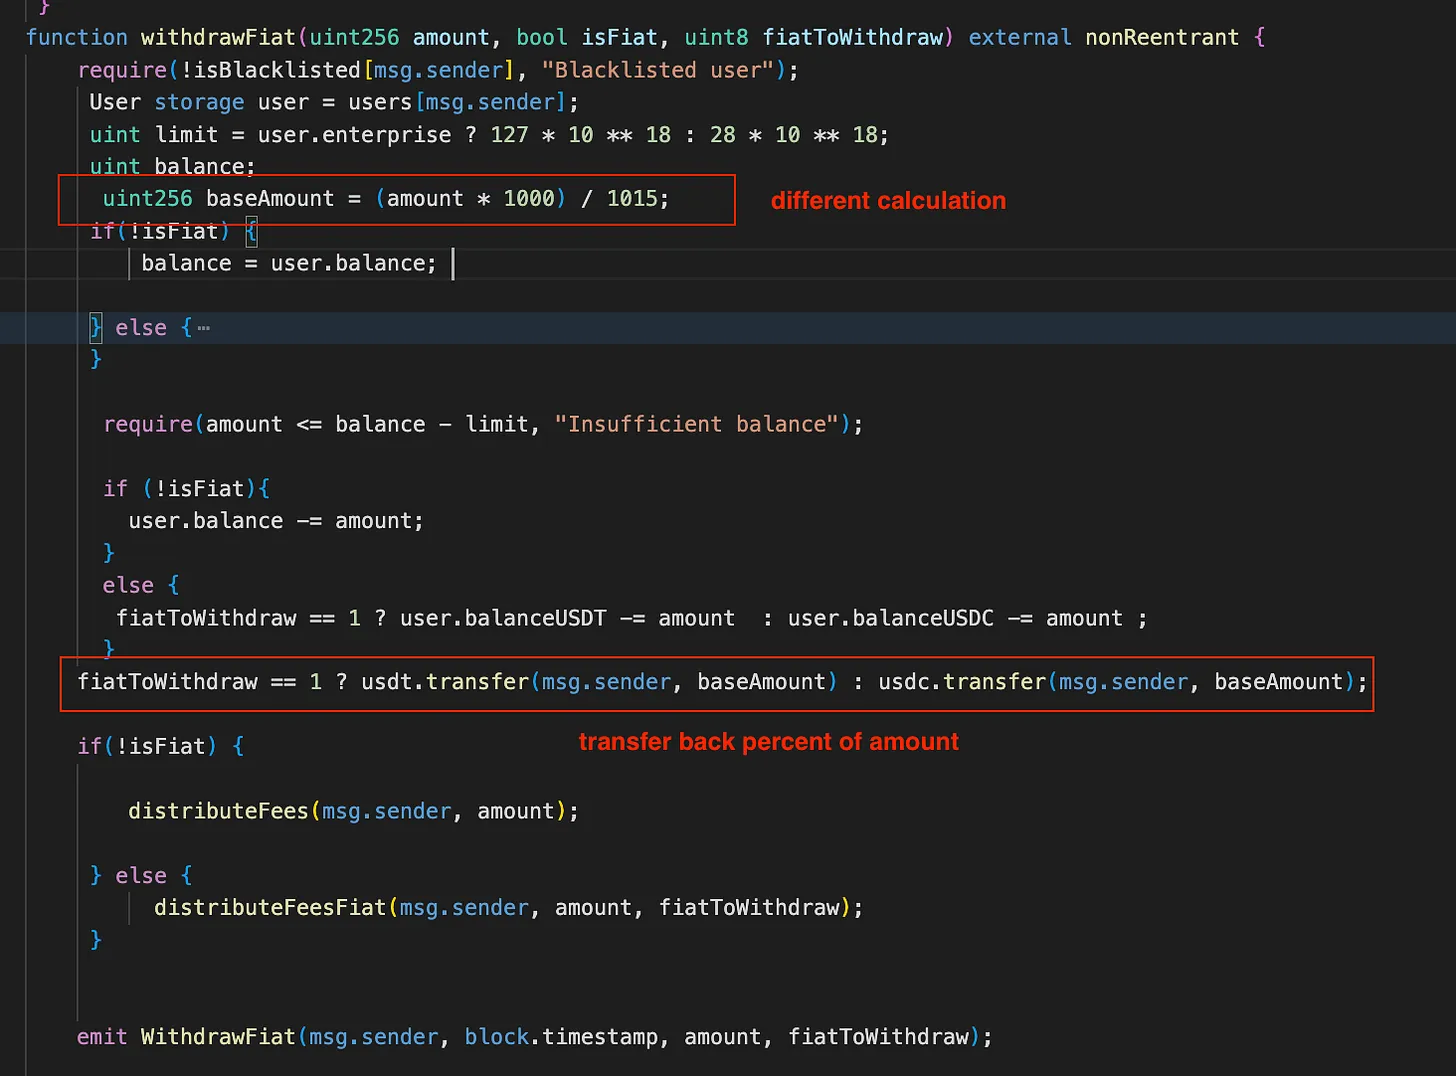 }
function withdrawFiat(uint256 amount, bool isFiat, uint8 fiatToWithdraw) external nonReentrant {
require(!isBlacklisted[msg.sender], "Blacklisted user");
User storage user = users[msg.sender];
uint limit = user.enterprise ? 127 * 10 ** 18 : 28 * 10 ** 18;
uint balance;
uint256 baseAmount = (amount * 1000) / 1015; different calculation
if(!isFiat) {
balance = user.balance;
} else {⋯
}
require(amount <= balance - limit, "Insufficient balance");
if (!isFiat){
user.balance -= amount;
}
else {
fiatToWithdraw == 1 ? user.balanceUSDT -= amount : user.balanceUSDC -= amount ;
}
fiatToWithdraw == 1 ? usdt.transfer(msg.sender, baseAmount) : usdc.transfer(msg.sender, baseAmount);
if(!isFiat) { transfer back percent of amount
distributeFees(msg.sender, amount);
} else {
distributeFeesFiat(msg.sender, amount, fiatToWithdraw);
}
emit WithdrawFiat(msg.sender, block.timestamp, amount, fiatToWithdraw);